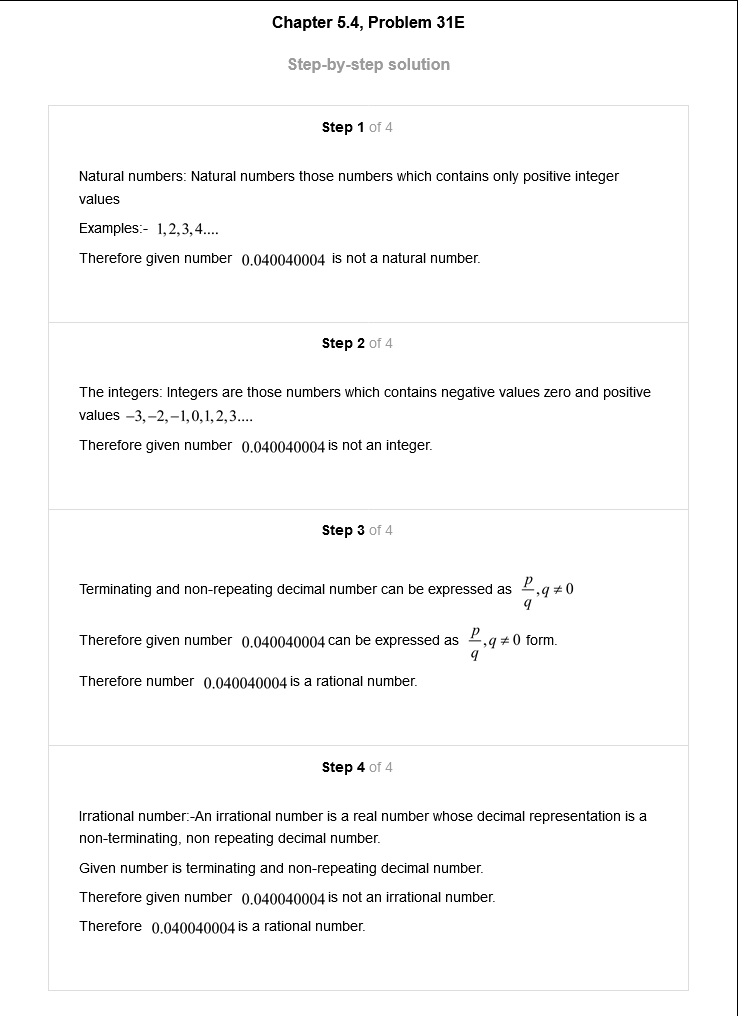 Chapter 5.4, Problem 31E
Step-by-step solution
Step 1 of 4
Natural numbers: Natural numbers those numbers which contains only positive integer
values
Examples:- 1,2,3,4....
Therefore given number 0.040040004 is not a natural number.
Step 2 of 4
The integers: Integers are those numbers which contains negative values zero and positive
values −3,−2,−1,0,1,2,3....
Therefore given number 0.040040004 is not an integer.
Step 3 of 4
Terminating and non-repeating decimal number can be expressed as p/q, q ≠ 0
Therefore given number 0.040040004 can be expressed as p/q, q ≠ 0 form.
Therefore number 0.040040004 is a rational number.
Step 4 of 4
Irrational number:-An irrational number is a real number whose decimal representation is a
non-terminating, non repeating decimal number.
Given number is terminating and non-repeating decimal number.
Therefore given number 0.040040004 is not an irrational number.
Therefore 0.040040004 is a rational number.